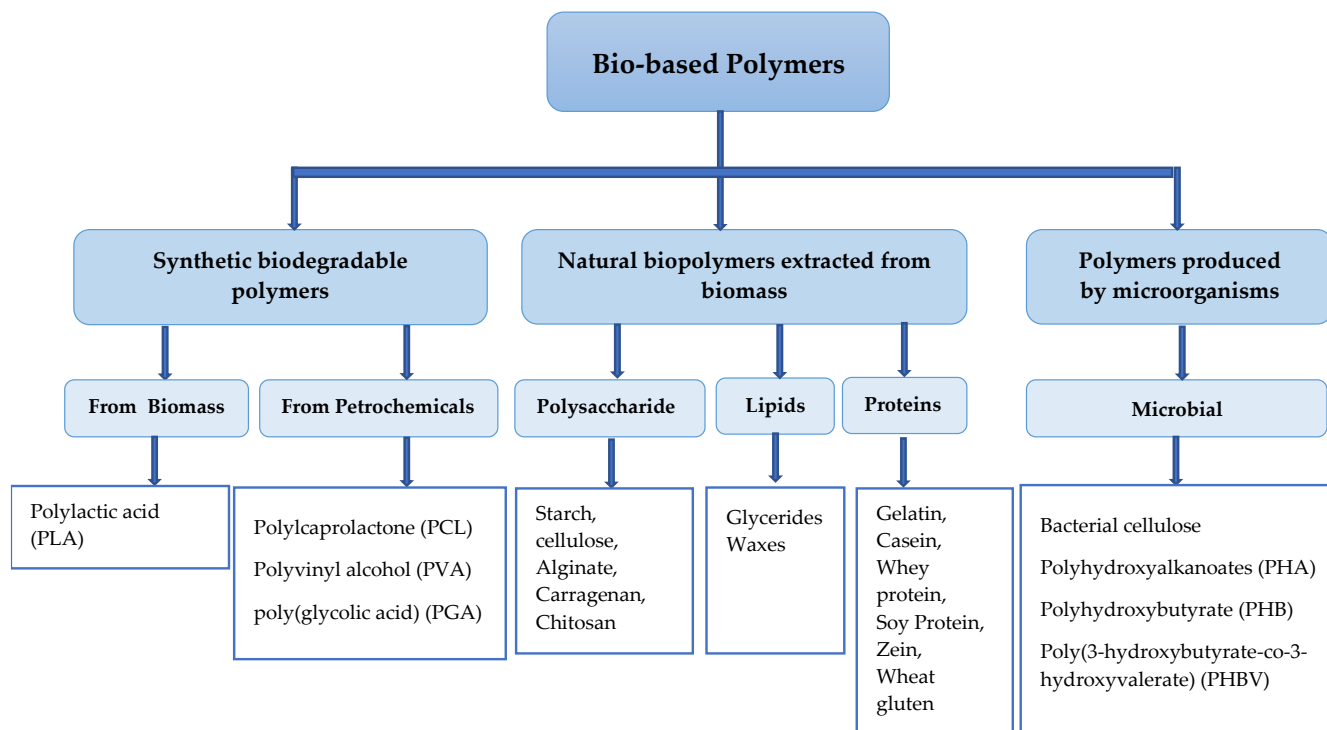 Bio-based Polymers
Synthetic biodegradable
polymers
Natural biopolymers extracted from
biomass
Polymers produced
by microorganisms
From Biomass
From Petrochemicals
Polysaccharide
Lipids
Proteins
Microbial
Polylactic acid
(PLA)
Polylcaprolactone (PCL)
Polyvinyl alcohol (PVA)
poly(glycolic acid) (PGA)
Starch,
cellulose,
Alginate,
Carragenan,
Chitosan
Glycerides
Waxes
Gelatin,
Casein,
Whey
protein,
Soy Protein,
Zein,
Wheat
gluten
Bacterial cellulose
Polyhydroxyalkanoates (PHA)
Polyhydroxybutyrate (PHB)
Poly(3-hydroxybutyrate-co-3-
hydroxyvalerate) (PHBV)